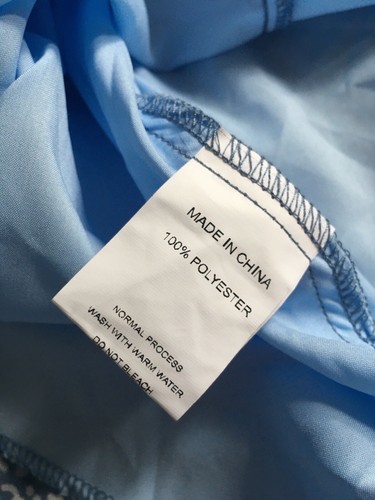 MADE IN CHINA
100% POLYESTER
NORMAL PROCESS
WASH WITH WARM WATER
DO NOT BLEACH